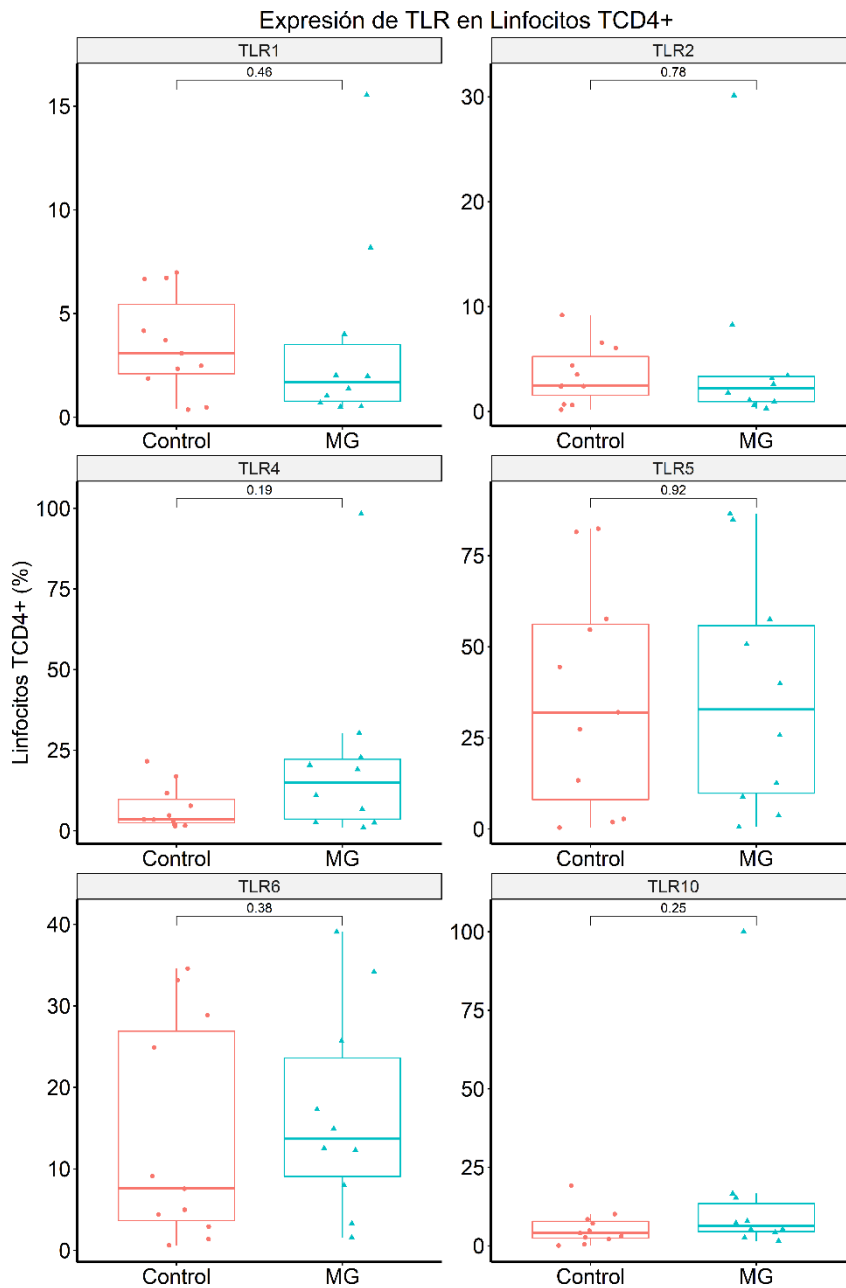 Expresión de TLR en Linfocitos TCD4+
TLR1
TLR2
0.46
0.78
15
10
5
0
30
20
10
0
Control
MG
Control
MG
TLR4
TLR5
0.19
0.92
Linfocitos TCD4+ (%)
100
75
50
25
0
75
50
25
0
Control
MG
Control
MG
TLR6
TLR10
0.38
0.25
40
30
20
10
0
100
75
50
25
0
Control
MG
Control
MG